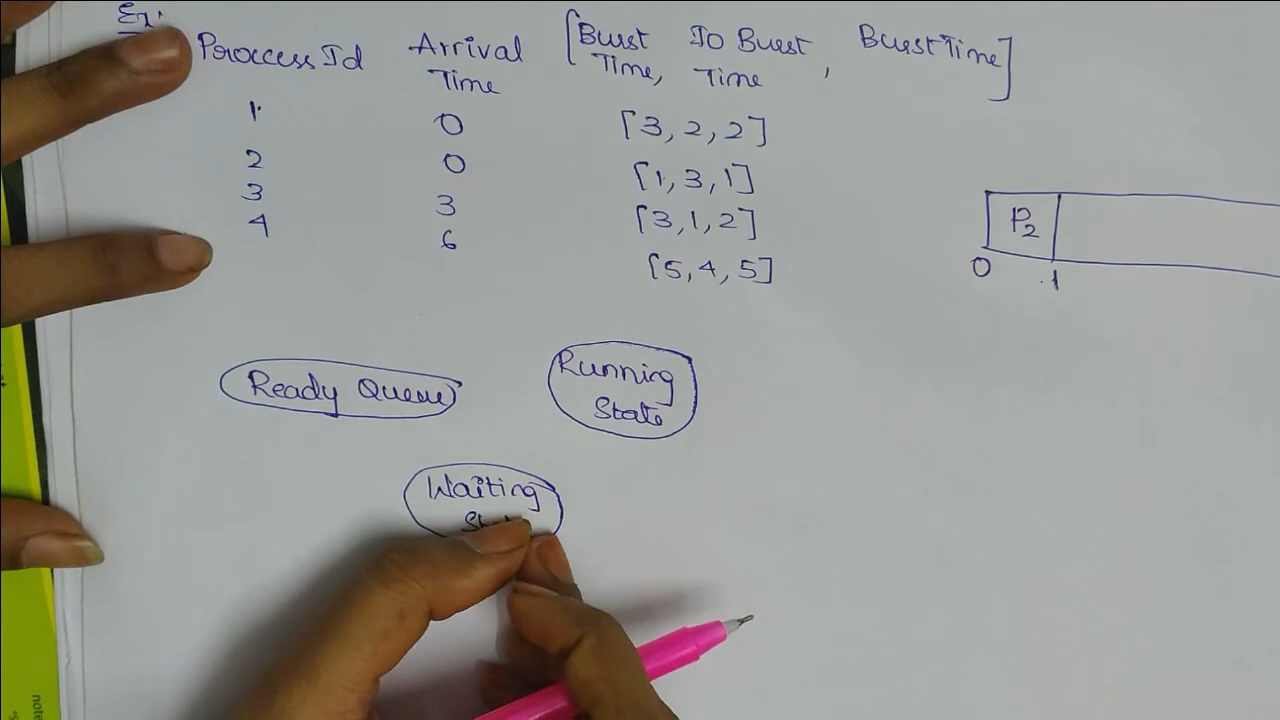 Ex:
Process Id Arrival Time [Burst Time, IO Burst Time, Burst Time]
1. 0 [3, 2, 2]
2 0 [1, 3, 1]
3 3 [3, 1, 2]
4 6 [5, 4, 5]
P2
0 1
Ready Queue
Running
State
Waiting
note